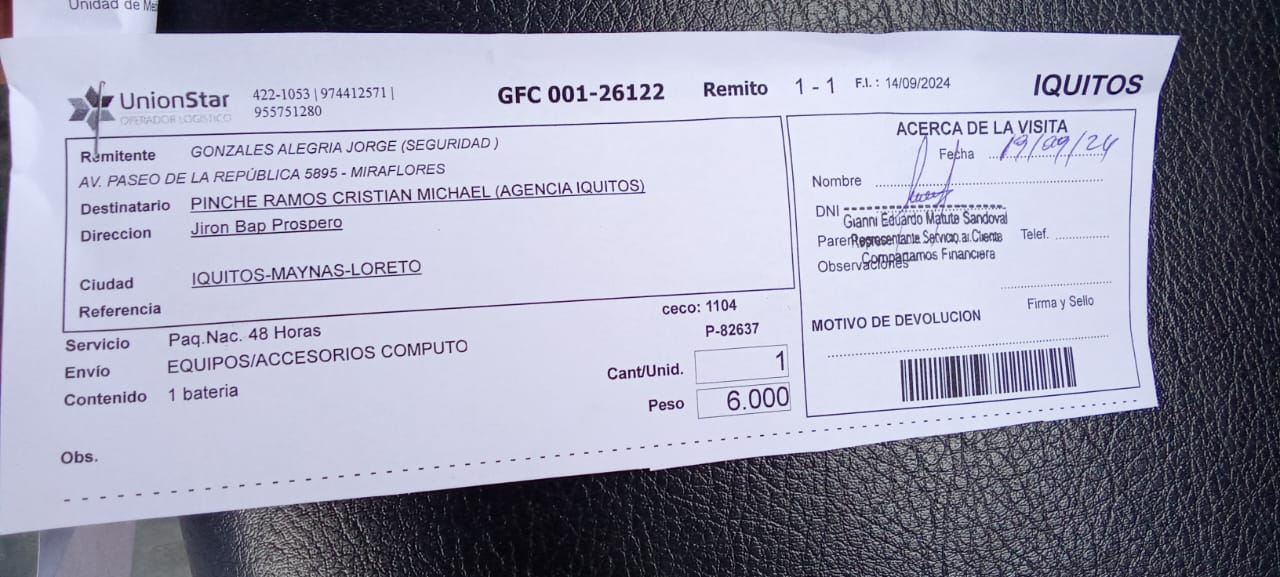 Unidad de Me
UnionStar
OPERADOR LOGÍSTICO
422-1053 | 974412571 |
955751280
GFC 001-26122
Remito 1 - 1
F.I. : 14/09/2024
IQUITOS
Remitente GONZALES ALEGRIA JORGE (SEGURIDAD )
AV. PASEO DE LA REPÚBLICA 5895 - MIRAFLORES
Destinatario PINCHE RAMOS CRISTIAN MICHAEL (AGENCIA IQUITOS)
Direccion Jiron Bap Prospero
Ciudad IQUITOS-MAYNAS-LORETO
Referencia
Servicio Paq.Nac. 48 Horas
Envío EQUIPOS/ACCESORIOS COMPUTO
Contenido 1 bateria
Obs.
ceco: 1104
P-82637
Cant/Unid. 1
Peso 6.000
ACERCA DE LA VISITA
Fecha 19/09/24
Nombre
DNI
Gianni Eduardo Matute Sandoval
Paren Representante Servicio al Cliente Telef.
Compartamos Financiera
Observaciones
Firma y Sello
MOTIVO DE DEVOLUCION